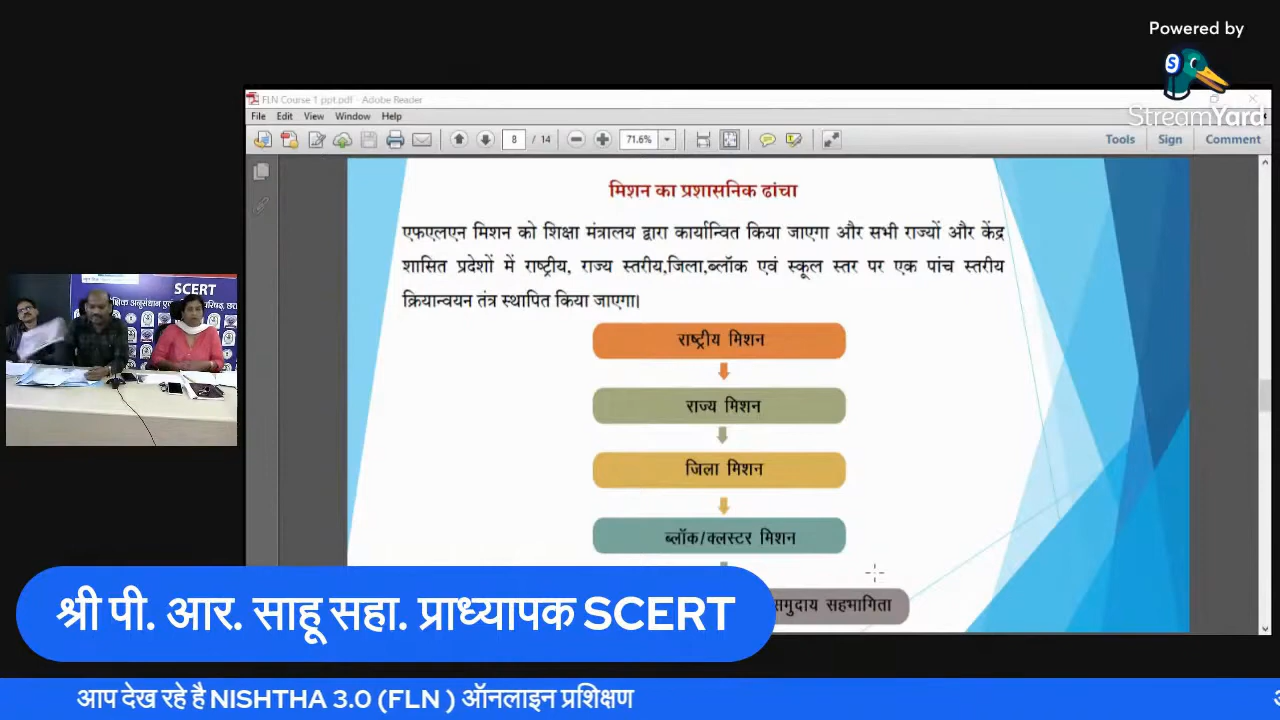 Powered by
StreamYard
FLN Course 1 ppt.pdf - Adobe Reader
File Edit View Window Help
8 / 14 71.6% Tools Sign Comment
मिशन का प्रशासनिक ढांचा
एफएलएन मिशन को शिक्षा मंत्रालय द्वारा कार्यान्वित किया जाएगा और सभी राज्यों और केंद्र
शासित प्रदेशों में राष्ट्रीय, राज्य स्तरीय,जिला,ब्लॉक एवं स्कूल स्तर पर एक पांच स्तरीय
क्रियान्वयन तंत्र स्थापित किया जाएगा।
राष्ट्रीय मिशन
राज्य मिशन
जिला मिशन
ब्लॉक/क्लस्टर मिशन
समुदाय सहभागिता
SCERT
श्री पी. आर. साहू सहा. प्राध्यापक SCERT
आप देख रहे है NISHTHA 3.0 (FLN ) ऑनलाइन प्रशिक्षण